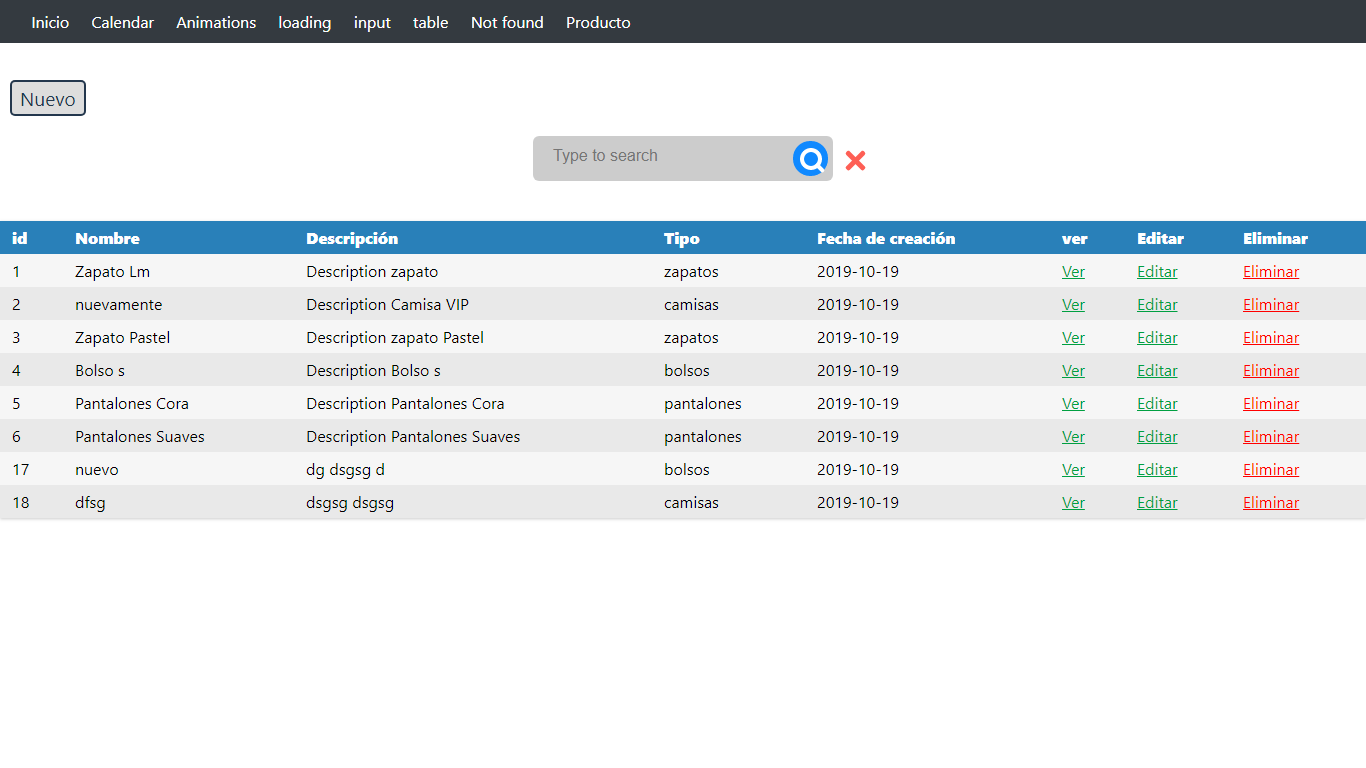 Inicio Calendar Animations loading input table Not found Producto
Nuevo
Type to search
id Nombre Descripción Tipo Fecha de creación ver Editar Eliminar
1 Zapato Lm Description zapato zapatos 2019-10-19 Ver Editar Eliminar
2 nuevamente Description Camisa VIP camisas 2019-10-19 Ver Editar Eliminar
3 Zapato Pastel Description zapato Pastel zapatos 2019-10-19 Ver Editar Eliminar
4 Bolso s Description Bolso s bolsos 2019-10-19 Ver Editar Eliminar
5 Pantalones Cora Description Pantalones Cora pantalones 2019-10-19 Ver Editar Eliminar
6 Pantalones Suaves Description Pantalones Suaves pantalones 2019-10-19 Ver Editar Eliminar
17 nuevo dg dsgsg d bolsos 2019-10-19 Ver Editar Eliminar
18 dfsg dsgsg dsgsg camisas 2019-10-19 Ver Editar Eliminar